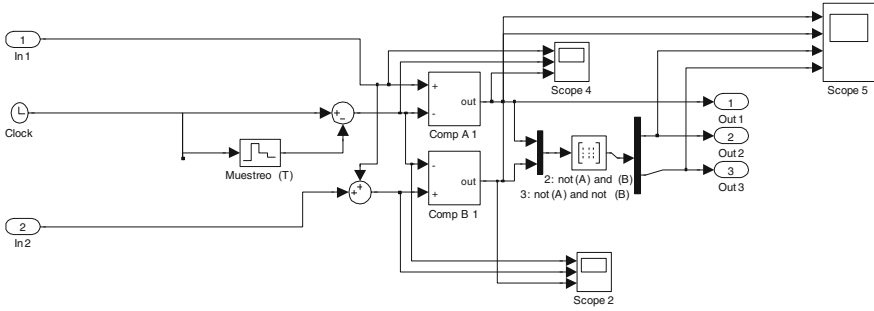 1
In 1
Clock
Muestreo (T)
2
In 2
+
−
+
+
+
-
out
Comp A 1
-
+
out
Comp B 1
Scope 4
2: not (A) and (B)
3: not (A) and not (B)
Scope 2
Scope 5
1
Out 1
2
Out 2
3
Out 3